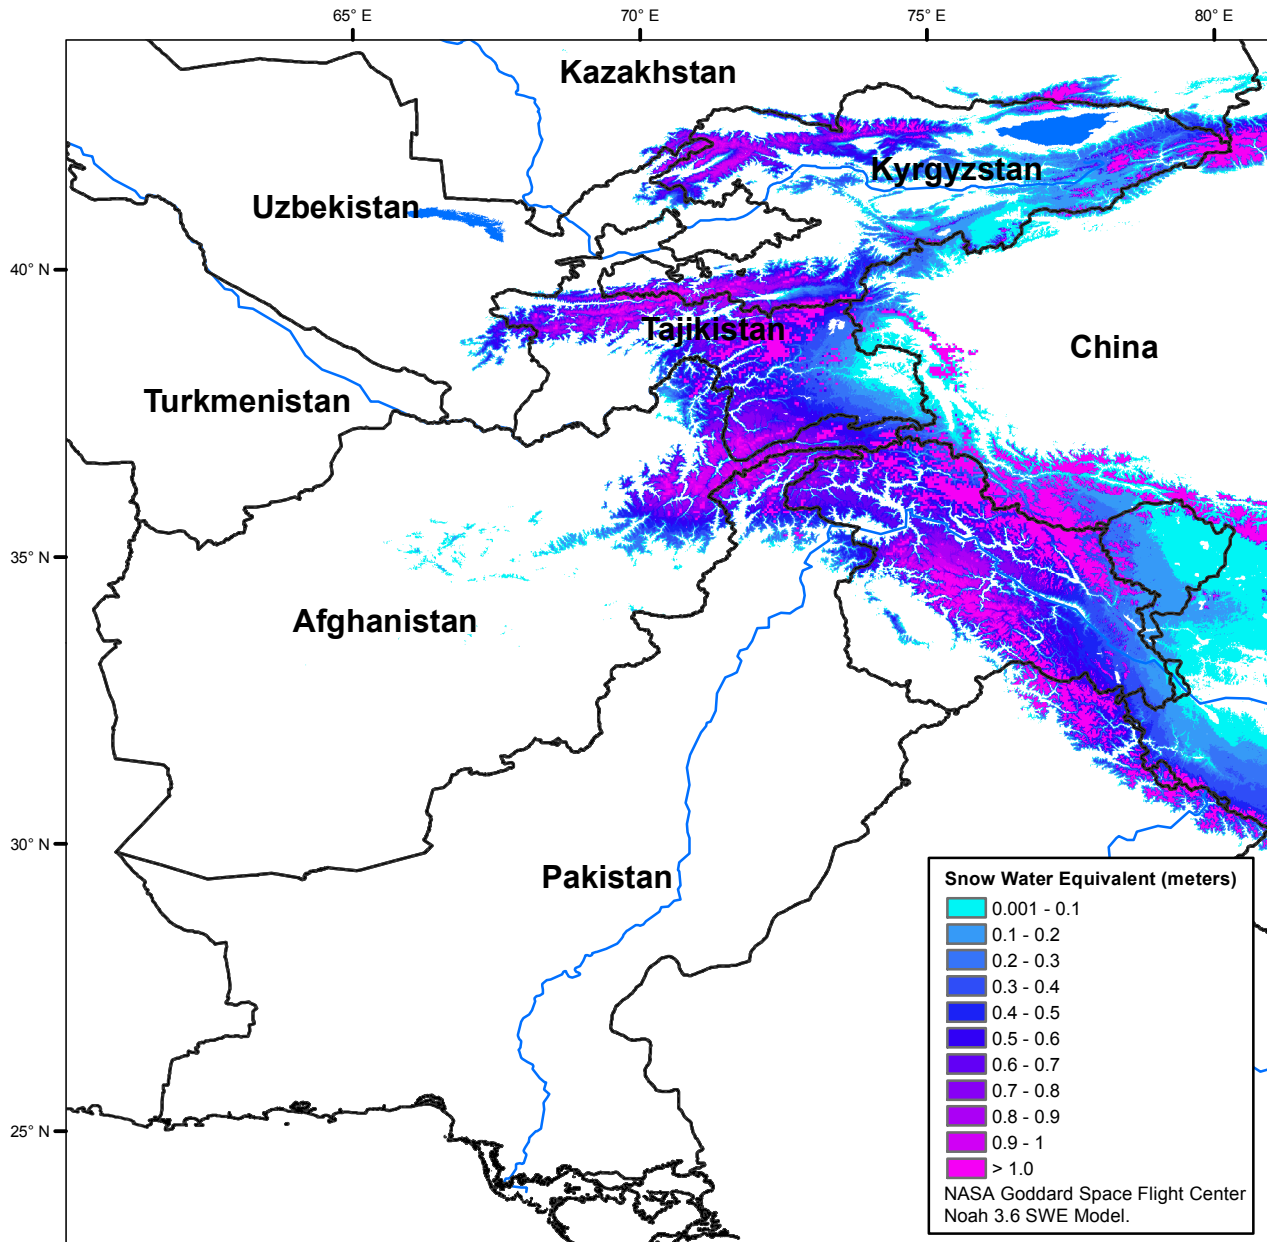 65° E
70° E
75° E
80° E
Kazakhstan
Kyrgyzstan
Uzbekistan
40° N
Tajikistan
China
Turkmenistan
35° N
Afghanistan
30° N
Pakistan
Snow Water Equivalent (meters)
0.001 - 0.1
0.1 - 0.2
0.2 - 0.3
0.3 - 0.4
0.4 - 0.5
0.5 - 0.6
0.6 - 0.7
0.7 - 0.8
0.8 - 0.9
0.9 - 1
> 1.0
25° N
NASA Goddard Space Flight Center
Noah 3.6 SWE Model.